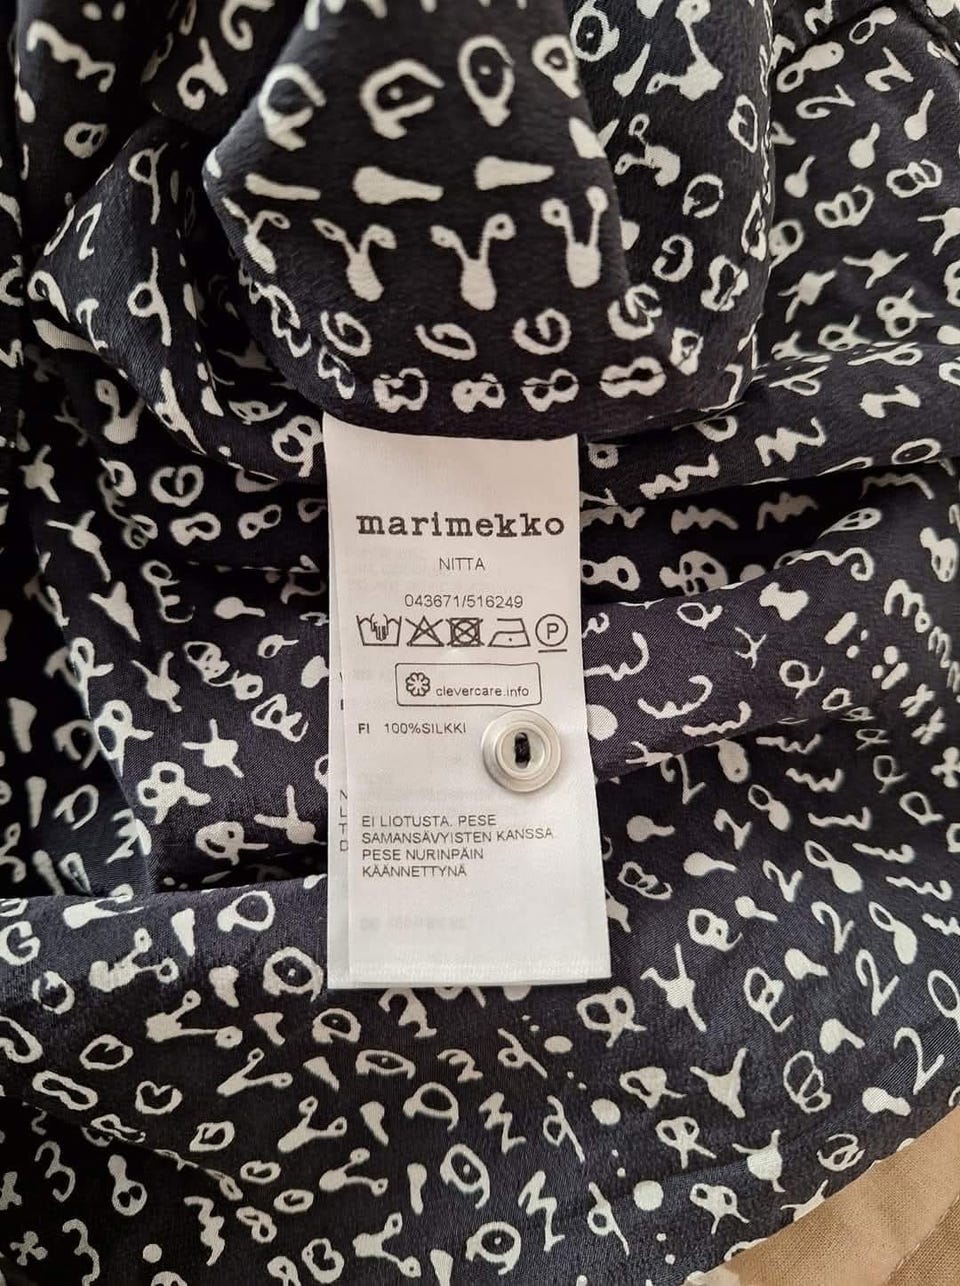 marimekko
NITTA
043671/516249
P
clevercare.info
FI 100%SILKKI
EI LIOTUSTA. PESE
SAMANSÄVYISTEN KANSSA
PESE NURINPÄIN
KÄÄNNETTYNÄ